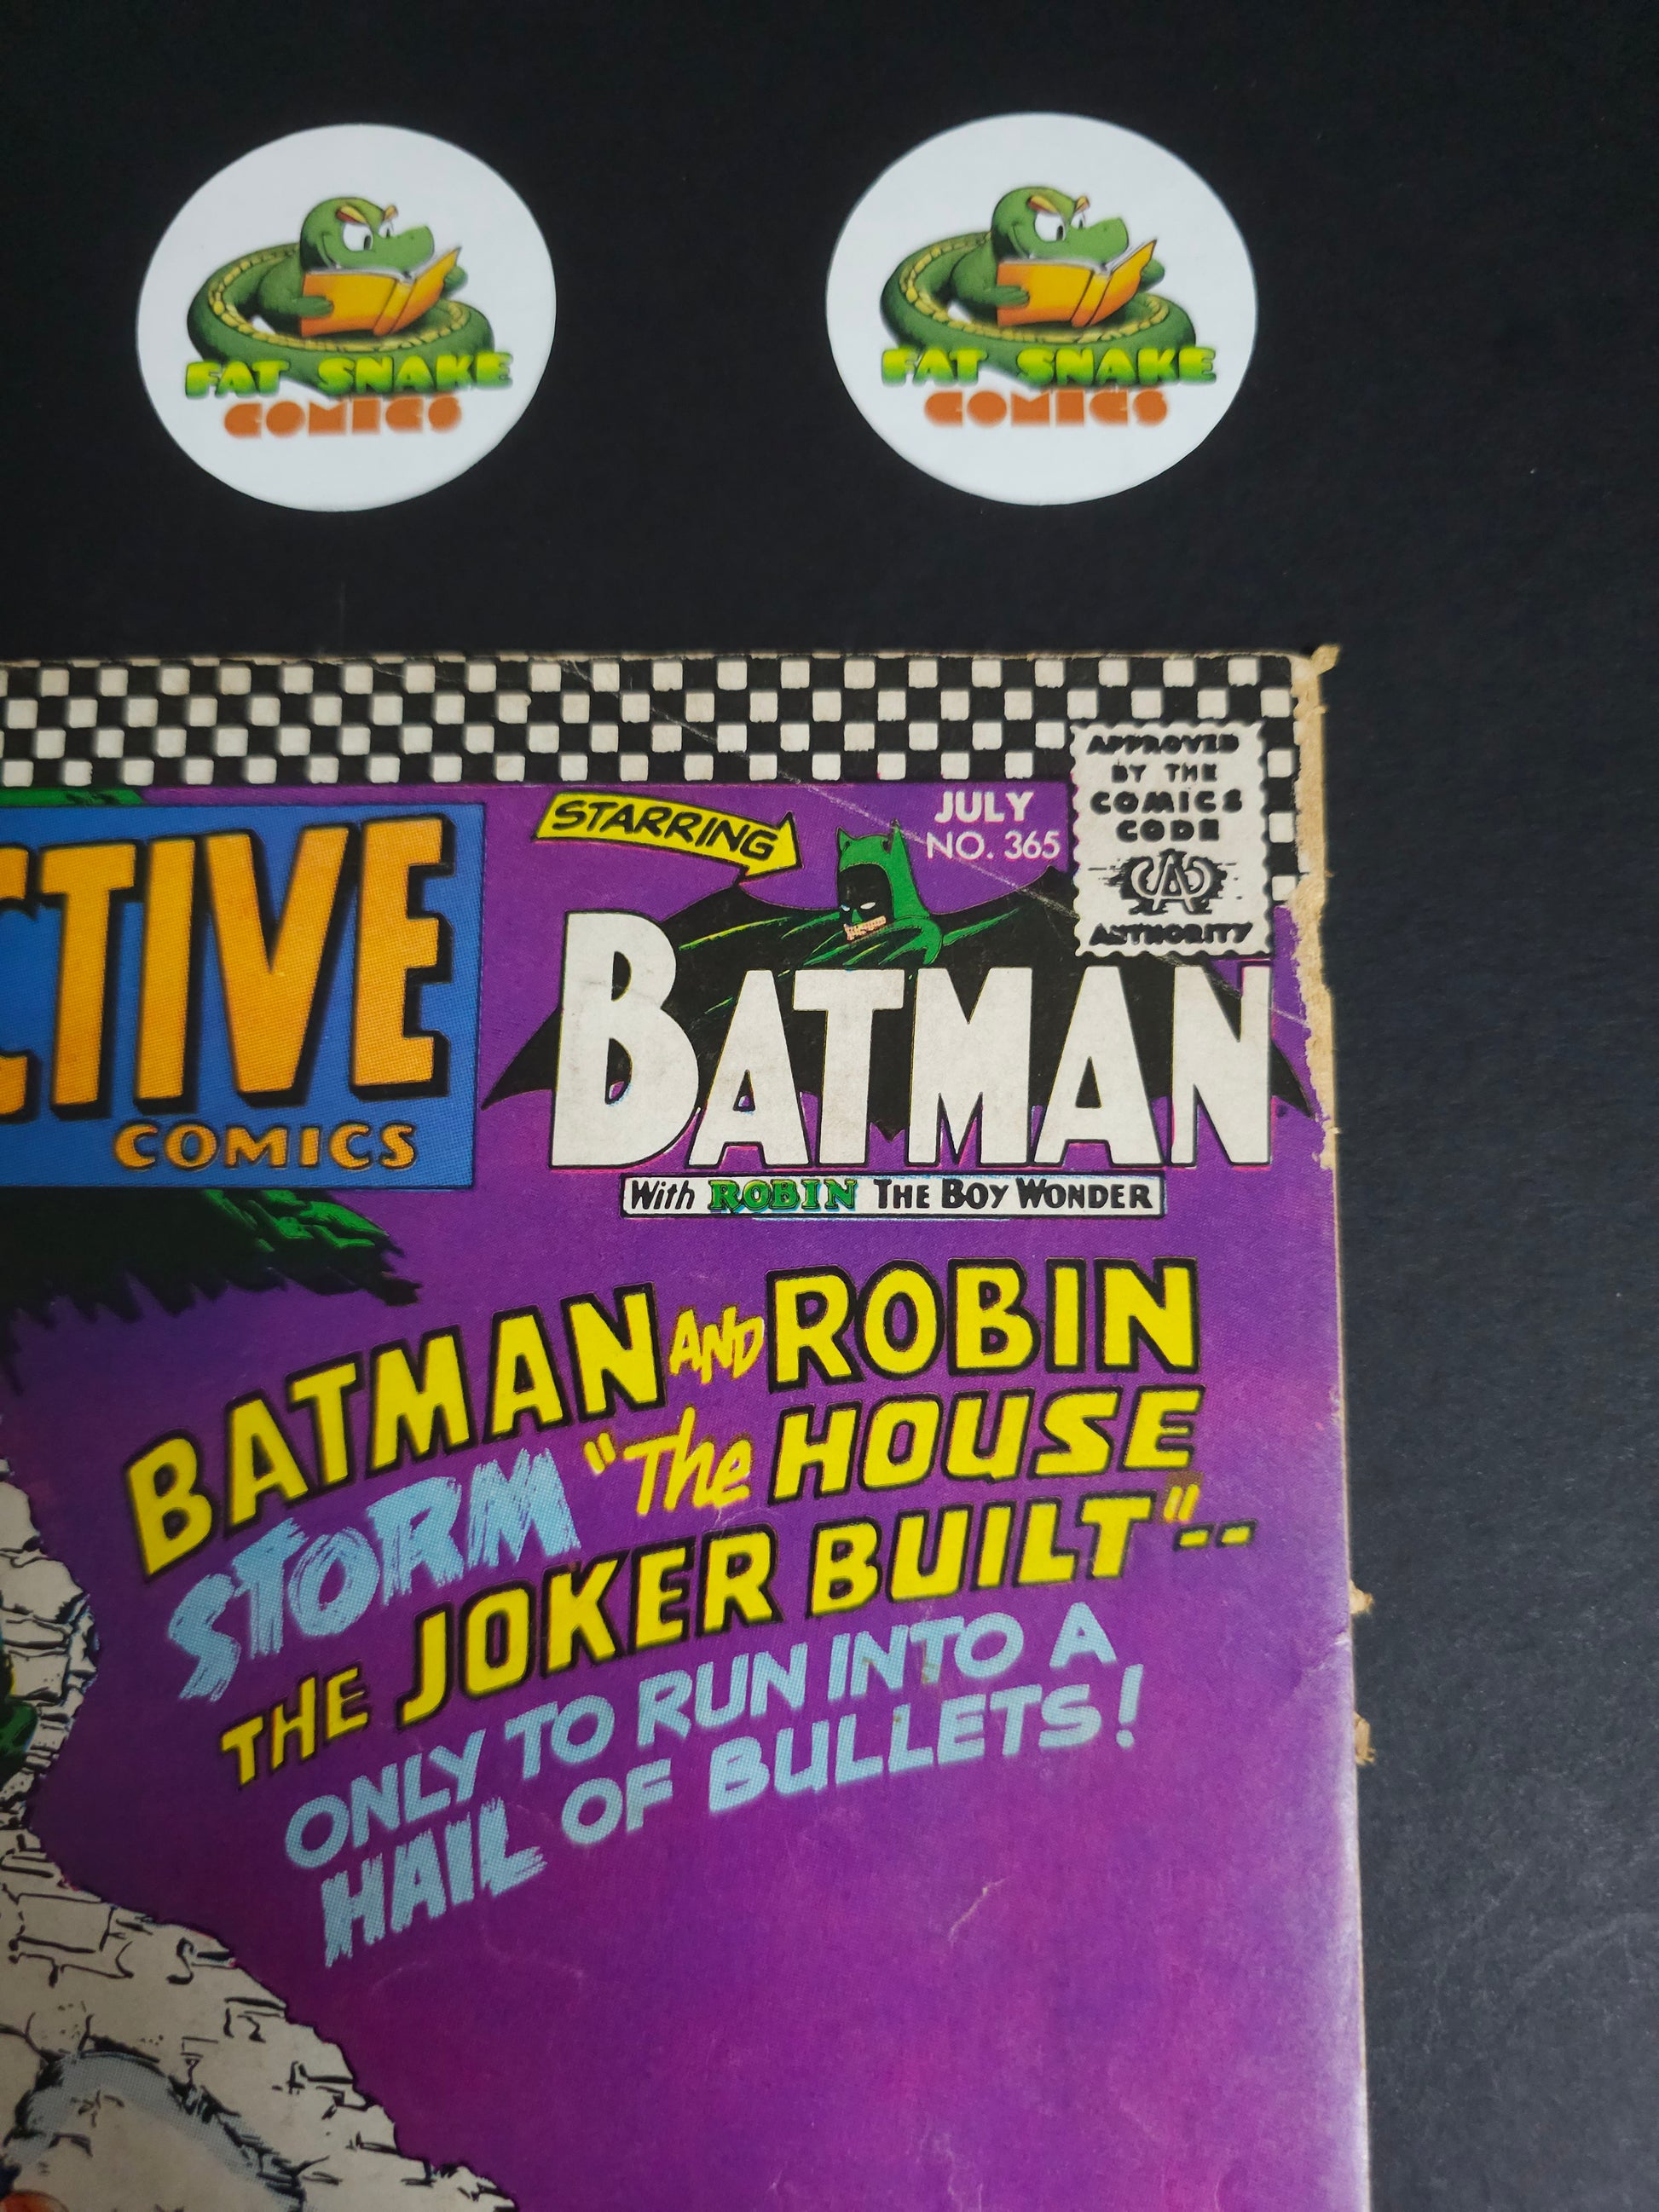 FAT SNAKE
COMICS
FAT SNAKE
COMICS
CTIVE
COMICS
STARRING
JULY
NO. 365
APPROVED
BY THE
COMICS
CODE
AUTHORITY
BATMAN
With ROBIN THE BOY WONDER
BATMAN AND ROBIN
STORM "The HOUSE
THE JOKER BUILT"--
ONLY TO RUN INTO A
HAIL OF BULLETS!